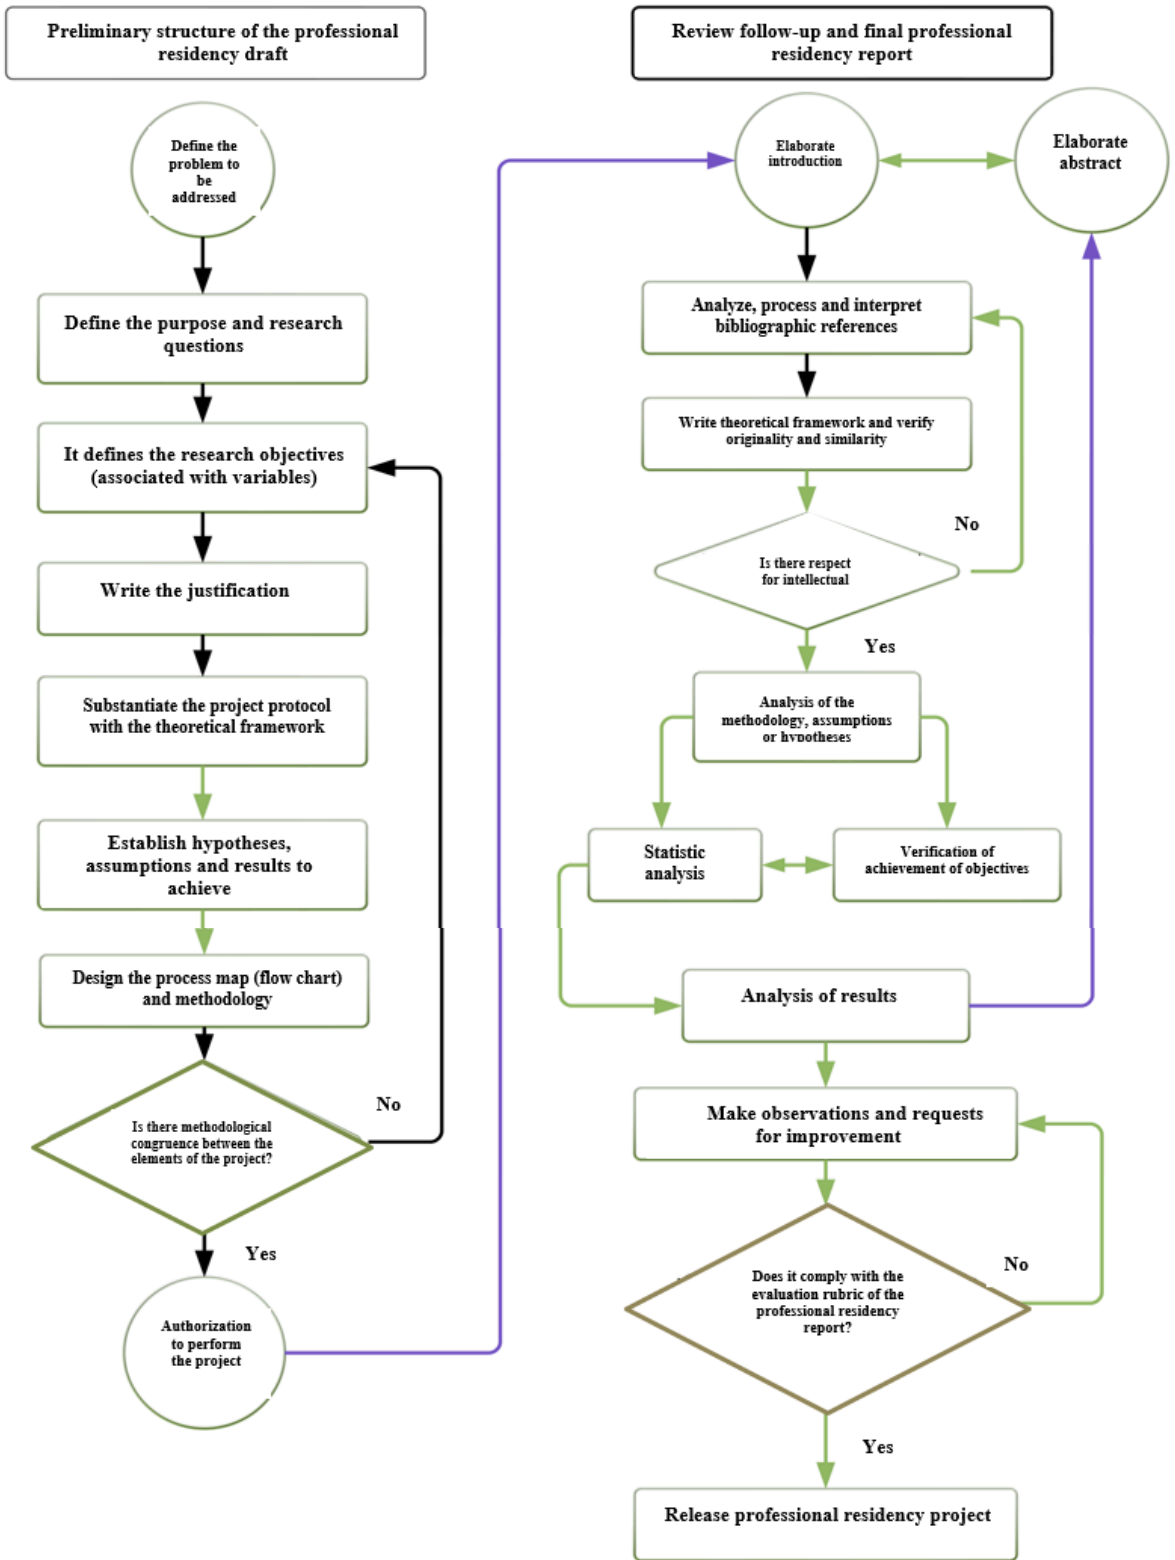 Preliminary structure of the professional
residency draft
Define the
problem to
be
addressed
Define the purpose and research
questions
It defines the research objectives
(associated with variables)
Write the justification
Substantiate the project protocol
with the theoretical framework
Establish hypotheses,
assumptions and results to
achieve
Design the process map (flow chart)
and methodology
Is there methodological
congruence between the
elements of the project?
No
Yes
Authorization
to perform
the project
Review follow-up and final professional
residency report
Elaborate
introduction
Elaborate
abstract
Analyze, process and interpret
bibliographic references
Write theoretical framework and verify
originality and similarity
Is there respect
for intellectual
No
Yes
Analysis of the
methodology, assumptions
or hypotheses
Statistic
analysis
Verification of
achievement of objectives
Analysis of results
Make observations and requests
for improvement
Does it comply with the
evaluation rubric of the
professional residency
report?
No
Yes
Release professional residency project